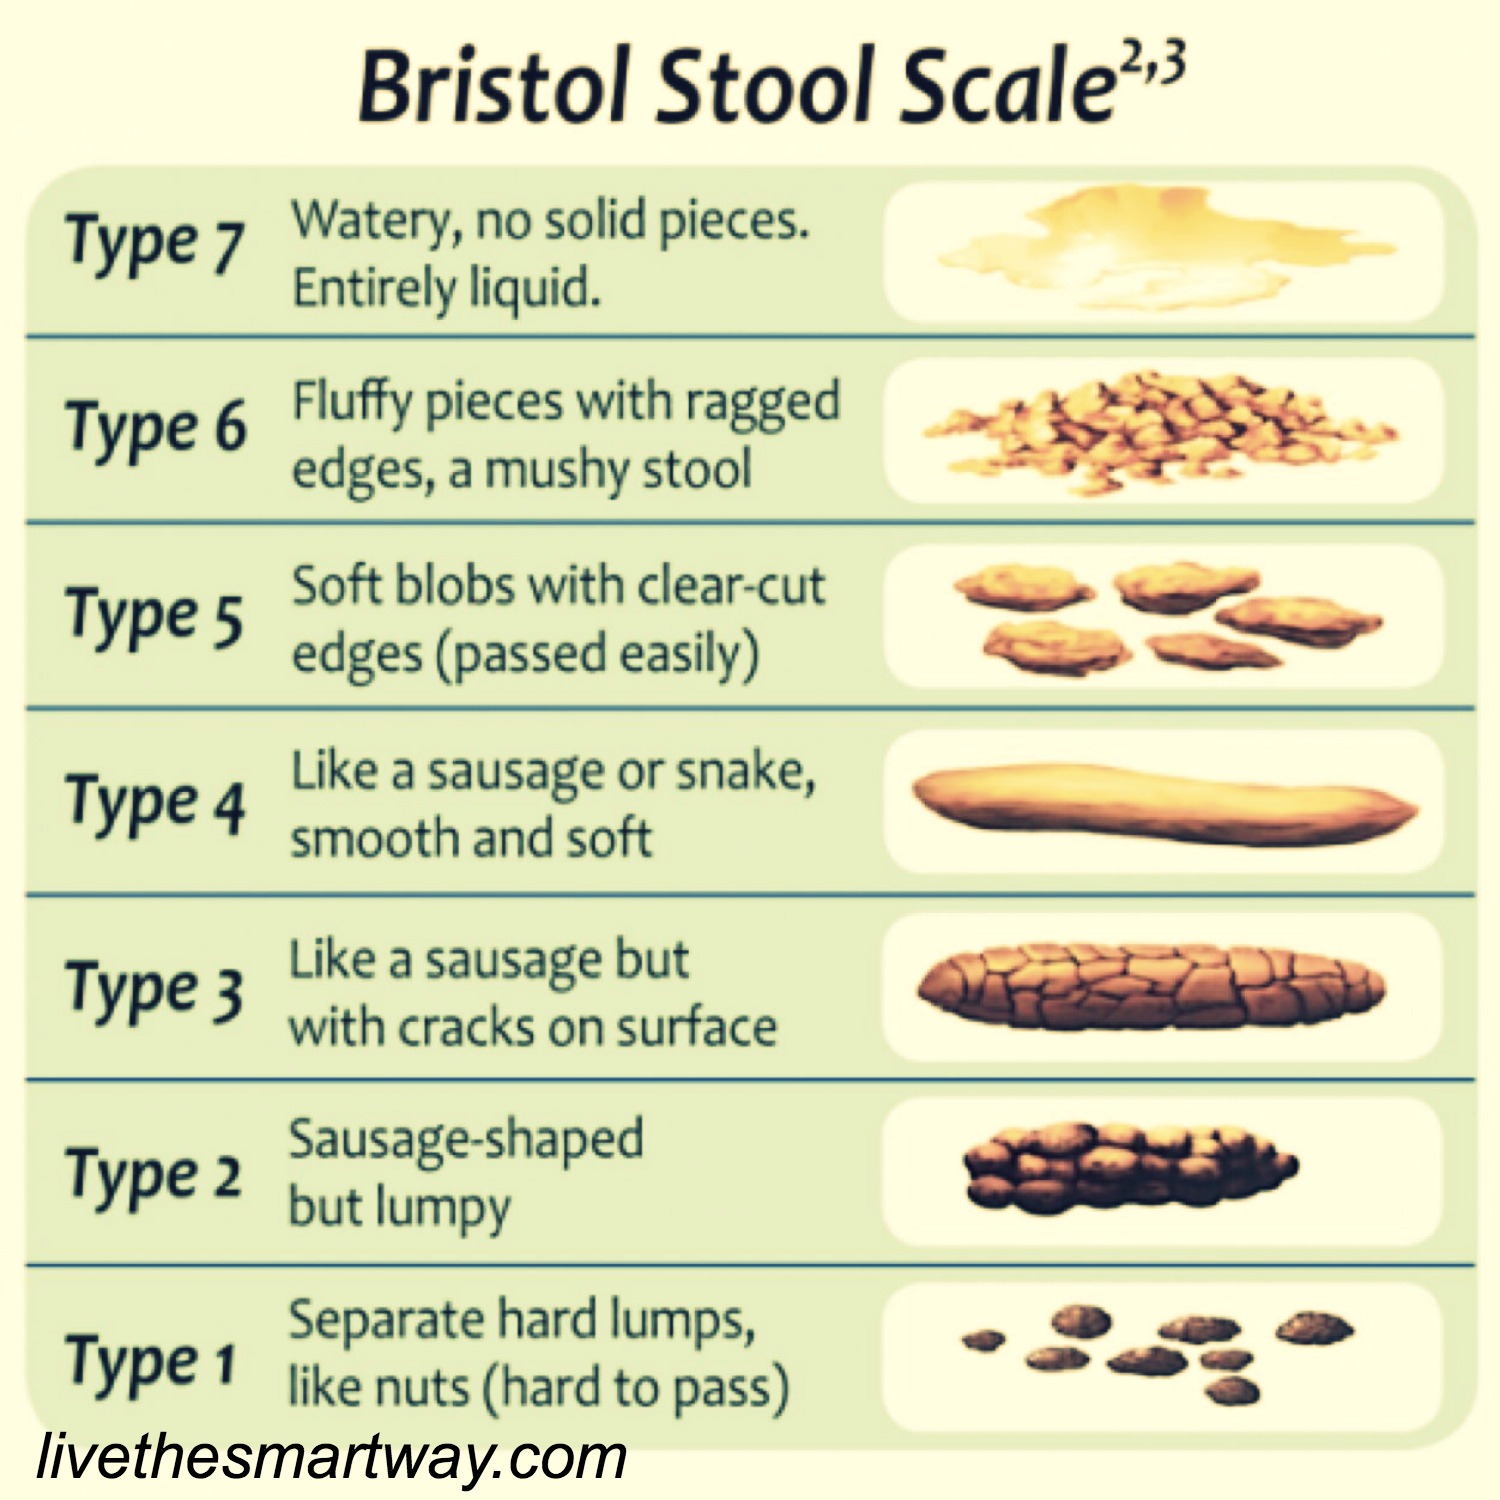 Bristol Stool Scale2,3
Type 7
Watery, no solid pieces.
Entirely liquid.
Type 6
Fluffy pieces with ragged
edges, a mushy stool
Type 5
Soft blobs with clear-cut
edges (passed easily)
Type 4
Like a sausage or snake,
smooth and soft
Type 3
Like a sausage but
with cracks on surface
Type 2
Sausage-shaped
but lumpy
Type 1
Separate hard lumps,
like nuts (hard to pass)
livethesmartway.com